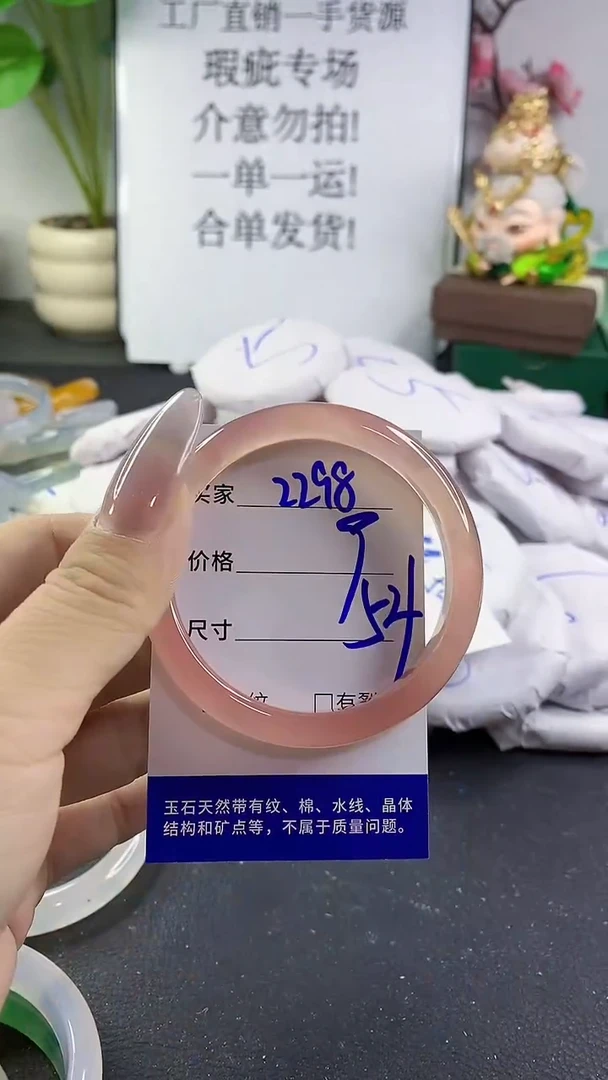 工厂直销一手货源
瑕疵专场
介意勿拍!
一单一运!
合单发货!
买家 2298
价格
尺寸 54
纹 □有裂
玉石天然带有纹、棉、水线、晶体
结构和矿点等，不属于质量问题。